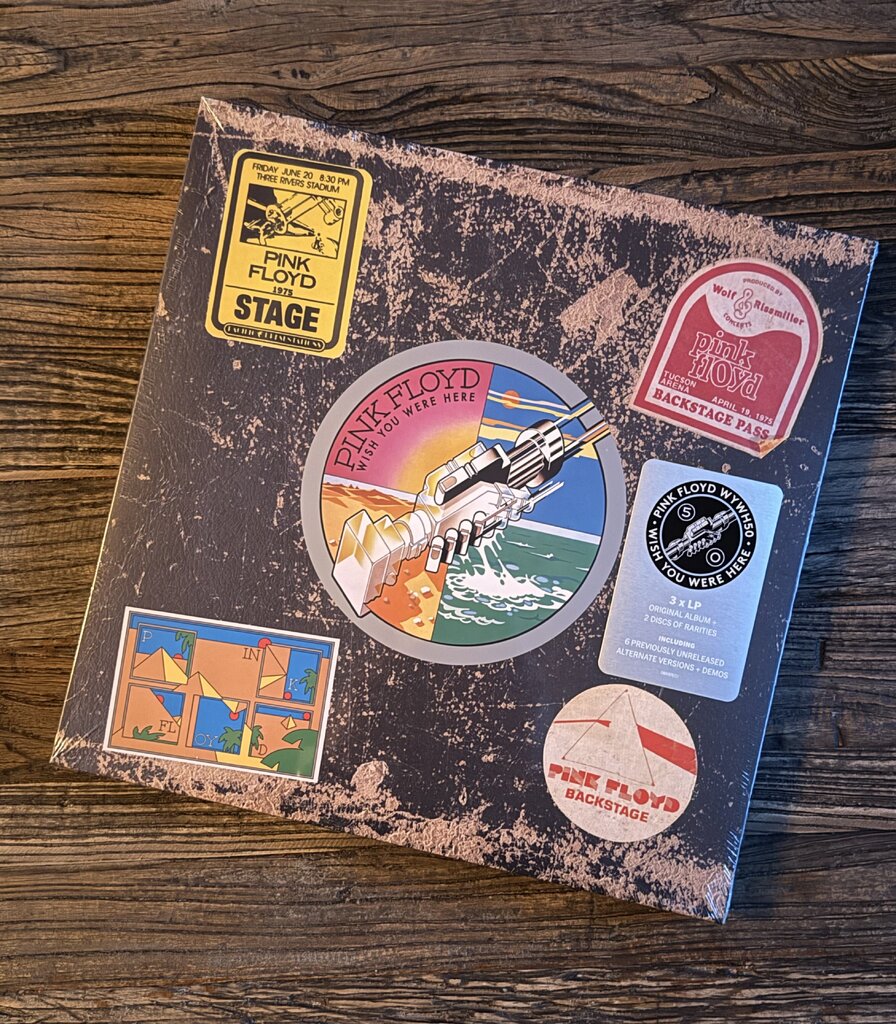 FRIDAY JUNE 20 8:30 PM
THREE RIVERS STADIUM
PINK
FLOYD
1975
STAGE
PACIFIC PRESENTATIONS
PRODUCED BY
Wolf & Rissmiller
CONCERTS
pink
floyd
TUCSON
ARENA
APRIL 19, 1975
BACKSTAGE PASS
PINK FLOYD
WISH YOU WERE HERE
PINK FLOYD WYWH50
WISH YOU WERE HERE
3 x LP
ORIGINAL ALBUM +
2 DISCS OF RARITIES
INCLUDING
6 PREVIOUSLY UNRELEASED
ALTERNATE VERSIONS + DEMOS
P
IN
K
FL
OY
D
PINK FLOYD
BACKSTAGE